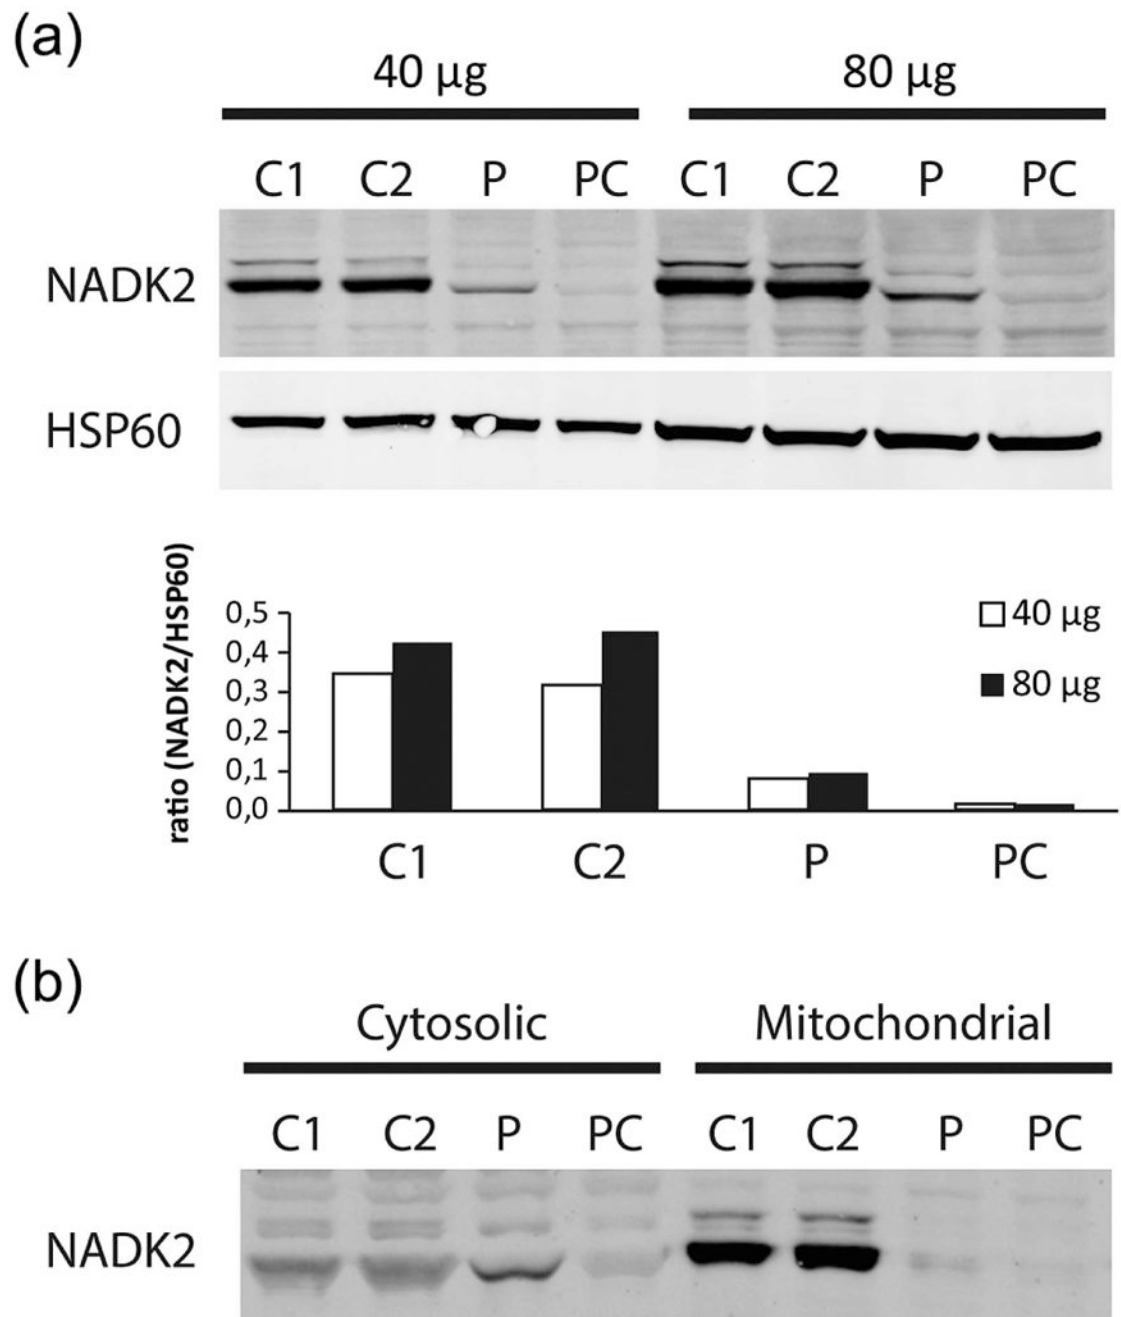 (a)
40 µg 80 µg
C1 C2 P PC C1 C2 P PC
NADK2
HSP60
ratio (NADK2/HSP60)
0,5
0,4
0,3
0,2
0,1
0,0
40 µg
80 µg
C1 C2 P PC
(b)
Cytosolic Mitochondrial
C1 C2 P PC C1 C2 P PC
NADK2